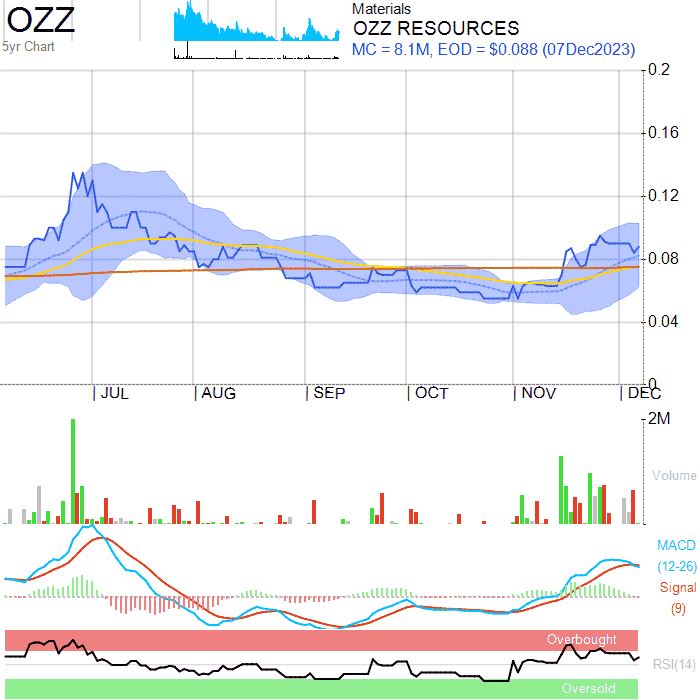 OZZ
5yr Chart
Materials
OZZ RESOURCES
MC = 8.1M, EOD = $0.088 (07Dec2023)
0.2
0.16
0.12
0.08
0.04
0
JUL AUG SEP OCT NOV DEC
2M
Volume
MACD
(12-26)
Signal
(9)
Overbought
RSI(14)
Oversold